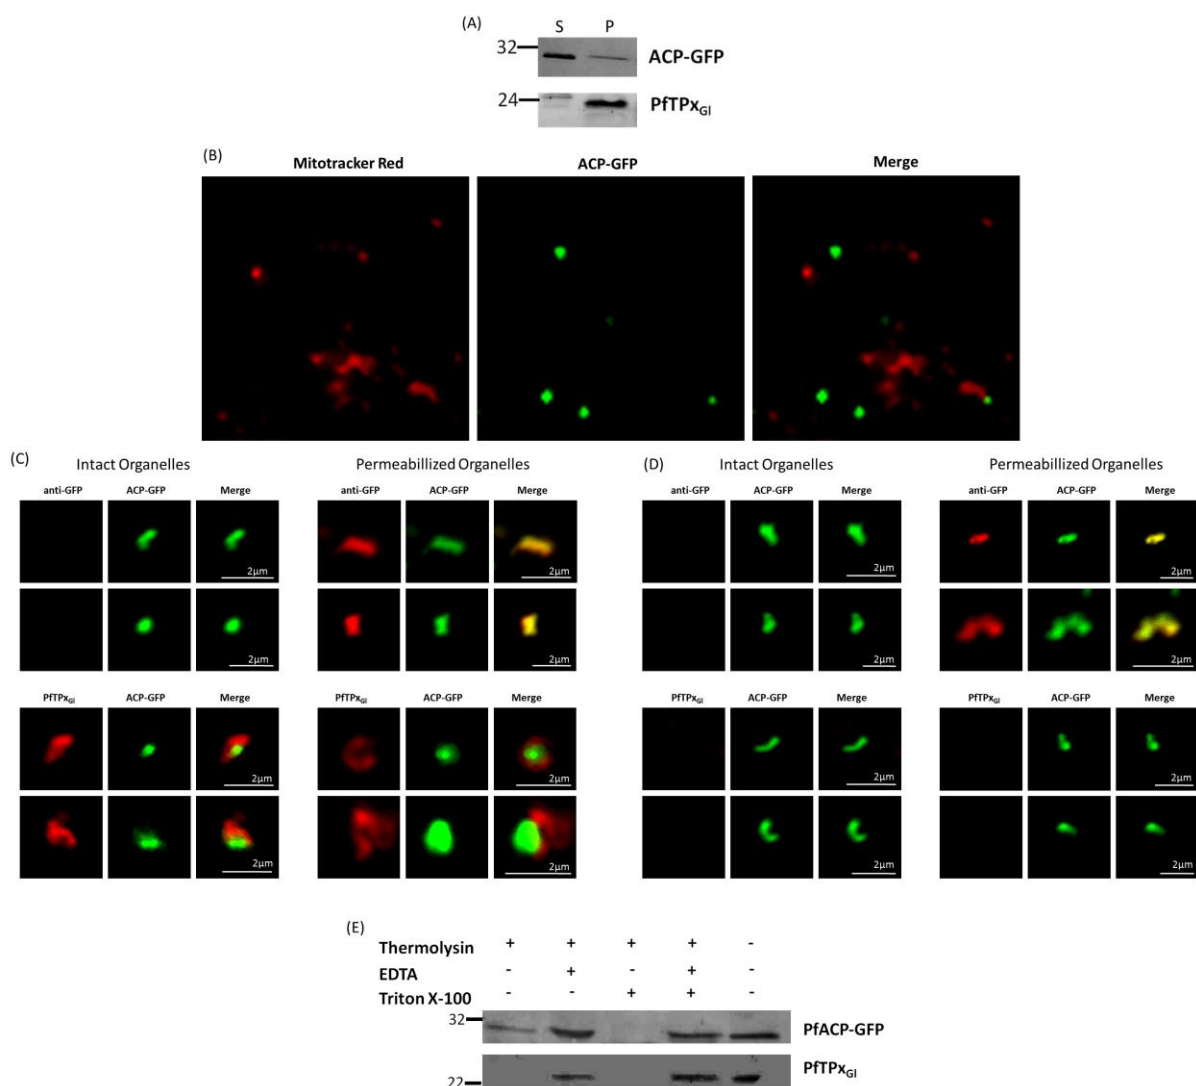 (A)
S P
32
ACP-GFP
24
PfTPxGl
(B)
Mitotracker Red ACP-GFP Merge
(C) Intact Organelles Permeabillized Organelles (D) Intact Organelles Permeabillized Organelles
anti-GFP ACP-GFP Merge anti-GFP ACP-GFP Merge anti-GFP ACP-GFP Merge anti-GFP ACP-GFP Merge
2μm 2μm 2μm 2μm
2μm 2μm 2μm 2μm
PfTPxGl ACP-GFP Merge PfTPxGl ACP-GFP Merge PfTPxGl ACP-GFP Merge PfTPxGl ACP-GFP Merge
2μm 2μm 2μm 2μm
2μm 2μm 2μm 2μm
(E)
Thermolysin + + + + -
EDTA - + - + -
Triton X-100 - - + + -
32
PfACP-GFP
PfTPxGl
22